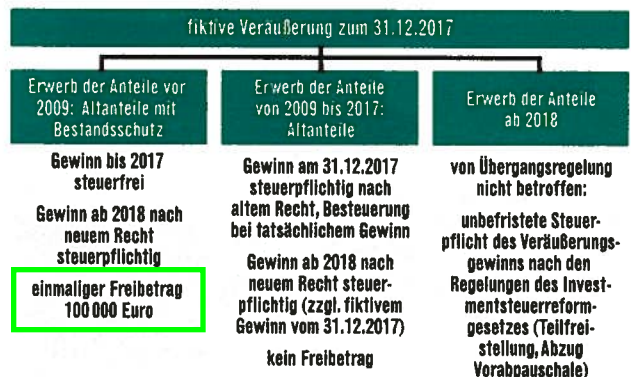 fiktive Veräußerung zum 31.12.2017
Erwerb der Anteile vor
2009: Altanteile mit
Bestandsschutz
Gewinn bis 2017
steuerfrei
Gewinn ab 2018 nach
neuem Recht
steuerpflichtig
einmaliger Freibetrag
100 000 Euro
Erwerb der Anteile
von 2009 bis 2017:
Altanteile
Gewinn am 31.12.2017
steuerpflichtig nach
altem Recht, Besteuerung
bei tatsächlichem Gewinn
Gewinn ab 2018 nach
neuem Recht steuer-
pflichtig (zzgl. fiktivem
Gewinn vom 31.12.2017)
kein Freibetrag
Erwerb der Anteile
ab 2018
von Übergangsregelung
nicht betroffen:
unbefristete Steuer-
pflicht des Veräußerungs-
gewinns nach den
Regelungen des Invest-
mentsteuerreform-
gesetzes (Teilfrei-
stellung, Abzug
Vorabpauschale)